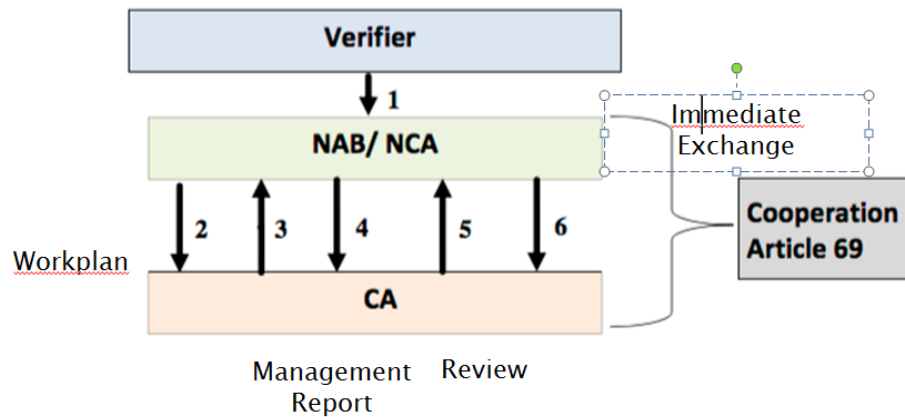 Verifier
1
Immediate
Exchange
NAB/ NCA
2
3
4
5
6
Cooperation
Article 69
Workplan
CA
Management
Report
Review